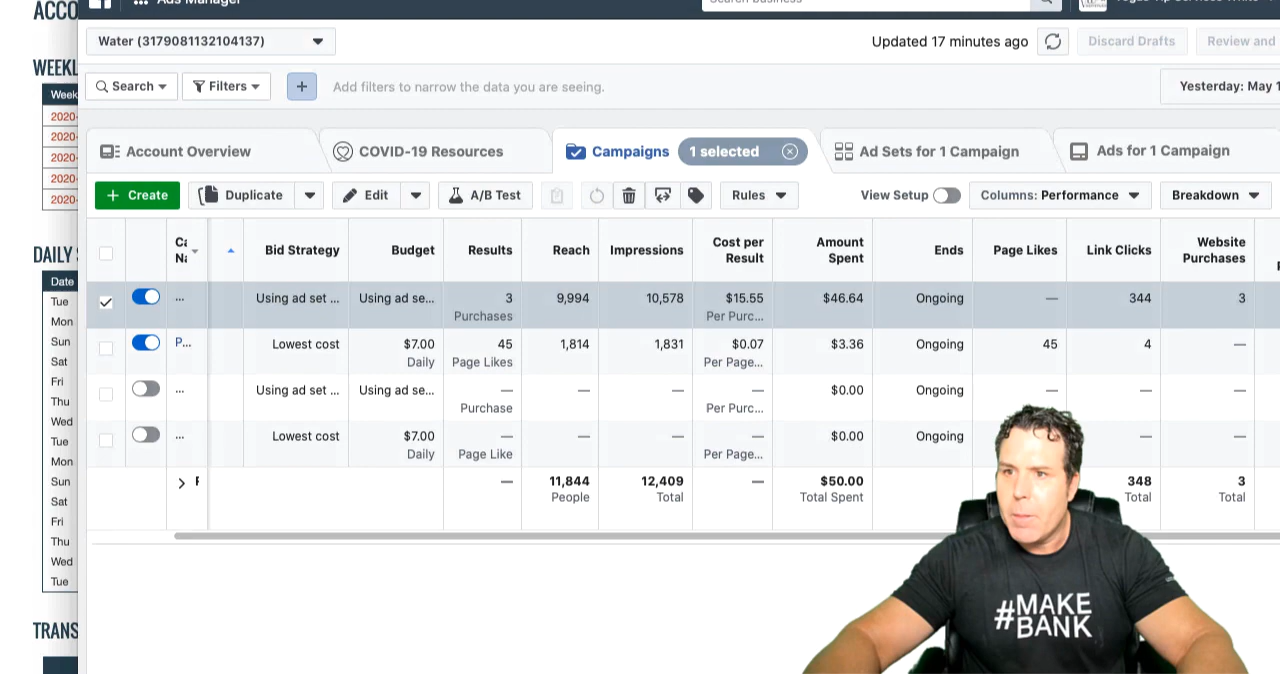 ACCO
Ads Manager
Search business
Water (3179081132104137)
Updated 17 minutes ago
Discard Drafts
Review and
WEEKL
Search
Filters
+
Add filters to narrow the data you are seeing.
Yesterday: May 1
Week
2020-
2020-
2020-
2020-
2020-
Account Overview
COVID-19 Resources
Campaigns
1 selected
Ad Sets for 1 Campaign
Ads for 1 Campaign
+ Create
Duplicate
Edit
A/B Test
Rules
View Setup
Columns: Performance
Breakdown
DAILY
Date
Tue
Mon
Sun
Sat
Fri
Thu
Wed
Tue
Mon
Sun
Sat
Fri
Thu
Wed
Tue
TRANS
Bid Strategy
Budget
Results
Reach
Impressions
Cost per
Result
Amount
Spent
Ends
Page Likes
Link Clicks
Website
Purchases
... Using ad set ... Using ad se... 3 9,994 10,578 $15.55 $46.64 Ongoing — 344 3
Purchases Per Purc...
P... Lowest cost $7.00 45 1,814 1,831 $0.07 $3.36 Ongoing 45 4 —
Daily Page Likes Per Page...
... Using ad set ... Using ad se... — — — — $0.00 Ongoing — — —
Purchase Per Purc...
... Lowest cost $7.00 — — — — $0.00 Ongoing — —
Daily Page Like Per Page...
— 11,844 12,409 — $50.00 348 3
People Total Total Spent Total Total
#MAKE
BANK